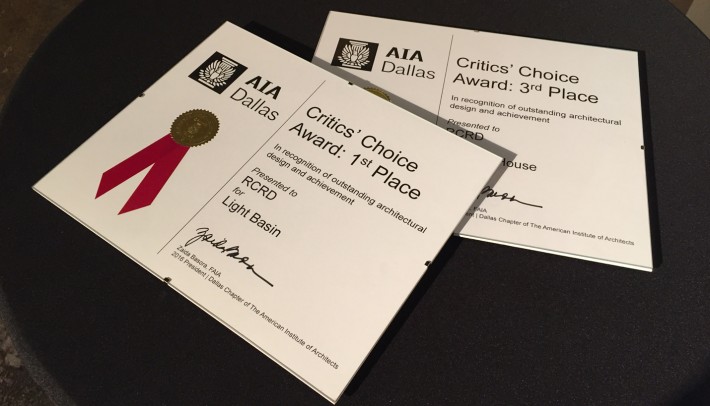 AIA
Dallas
Critics' Choice
Award: 1st Place
In recognition of outstanding architectural
design and achievement
Presented to
RCRD
for
Light Basin
Zaida Basora, FAIA
2016 President | Dallas Chapter of The American Institute of Architects
AIA
Dallas
Critics' Choice
Award: 3rd Place
In recognition of outstanding architectural
design and achievement
Presented to
RCRD
House
FAIA
| Dallas Chapter of The American Institute of Architects